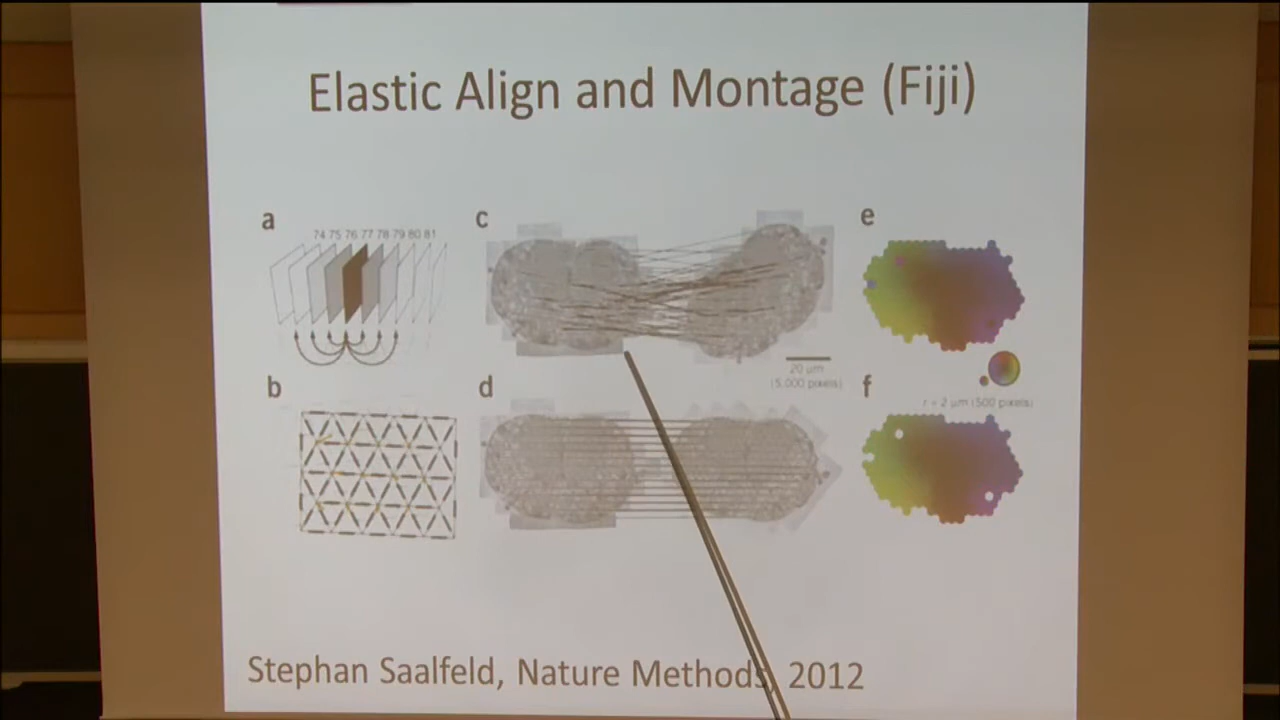 Elastic Align and Montage (Fiji)
a
74 75 76 77 78 79 80 81
b
c
20 µm
(5,000 pixels)
d
e
f
r = 2 µm (500 pixels)
Stephan Saalfeld, Nature Methods, 2012